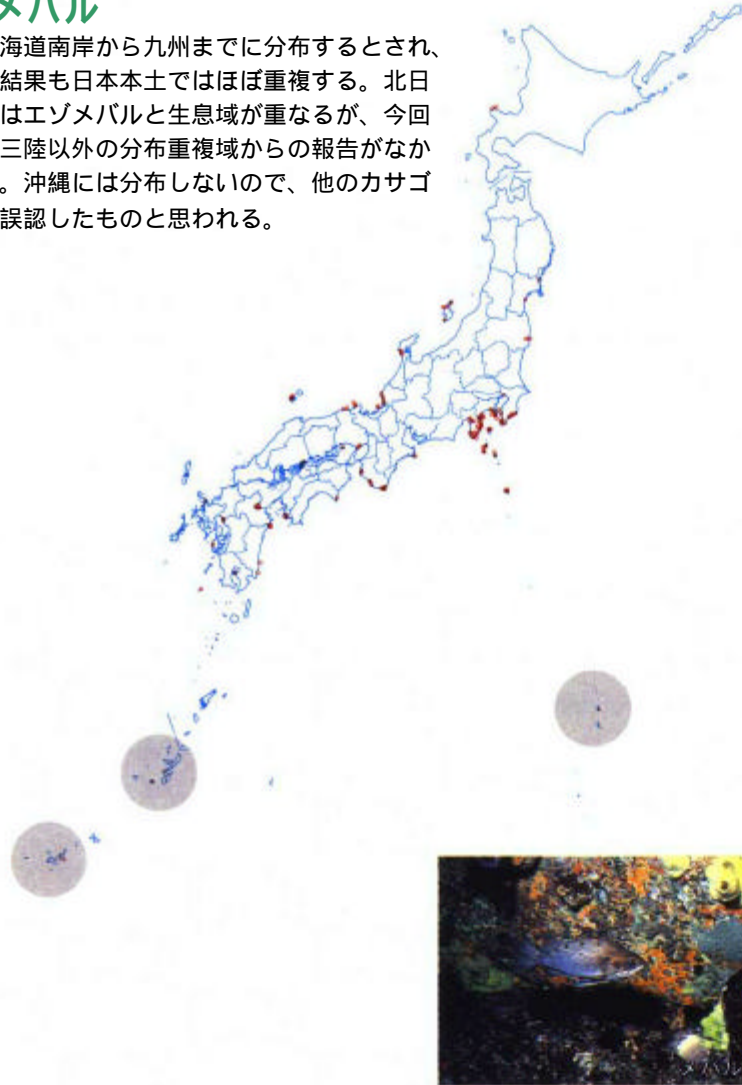 メバル
海道南岸から九州までに分布するとされ、
結果も日本本土ではほぼ重複する。北日
はエゾメバルと生息域が重なるが、今回
三陸以外の分布重複域からの報告がなか
。沖縄には分布しないので、他のカサゴ
誤認したものと思われる。
メバル